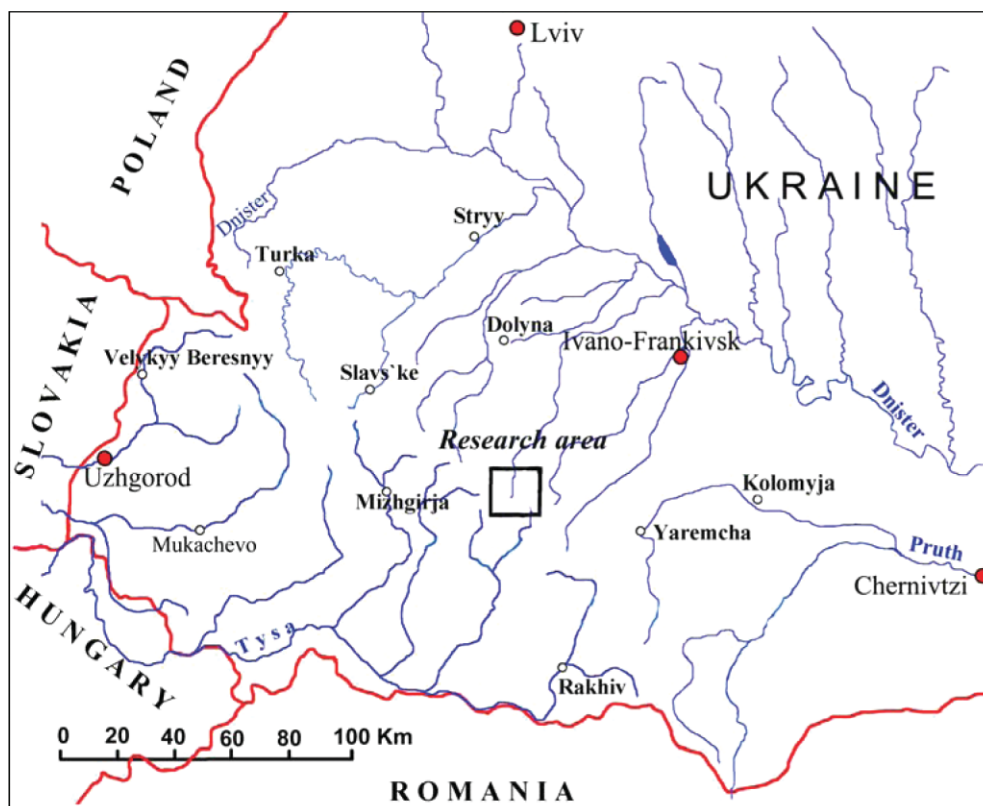 Lviv
POLAND
UKRAINE
Dnister
Stryy
Turka
SLOVAKIA
Dolyna
Ivano-Frankivsk
Velykyy Beresnyy
Slavs`ke
Dnister
Research area
Uzhgorod
Mizhgirja
Kolomyja
Mukachevo
Yaremcha
Pruth
Chernivtzi
HUNGARY
Tysa
Rakhiv
0 20 40 60 80 100 Km
ROMANIA